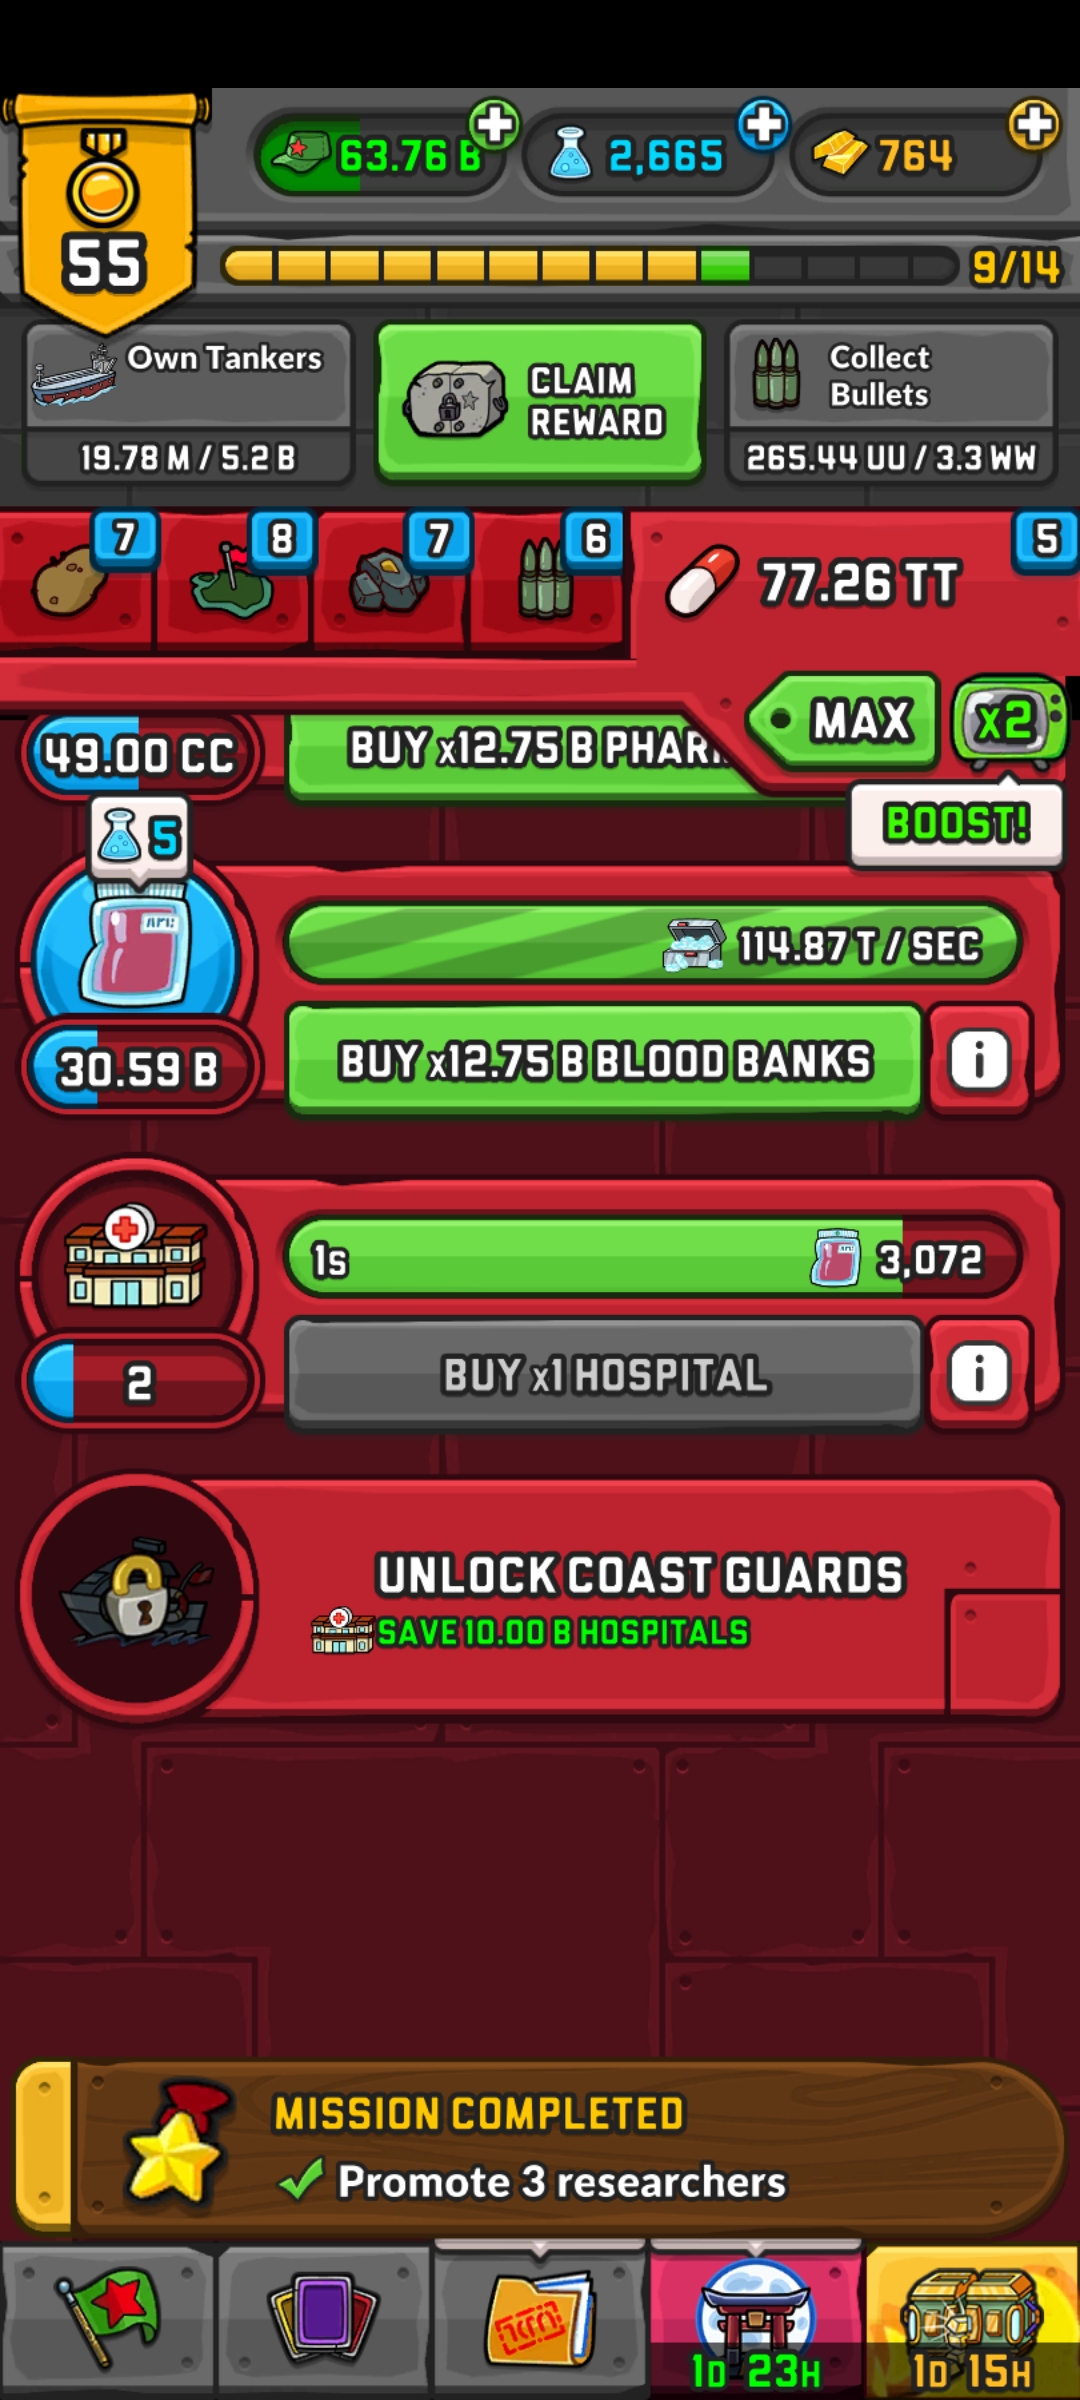 63.76 B
2,665
764
55
9/14
Own Tankers
19.78 M / 5.2 B
CLAIM
REWARD
Collect
Bullets
265.44 UU / 3.3 WW
7
8
7
6
5
77.26 TT
MAX
x2
BOOST!
49.00 CC
BUY x12.75 B
5
114.87 T / SEC
30.59 B
BUY x12.75 B BLOOD BANKS
i
1s
3,072
2
BUY x1 HOSPITAL
i
UNLOCK COAST GUARDS
SAVE 10.00 B HOSPITALS
MISSION COMPLETED
Promote 3 researchers
1D 23H
1D 15H